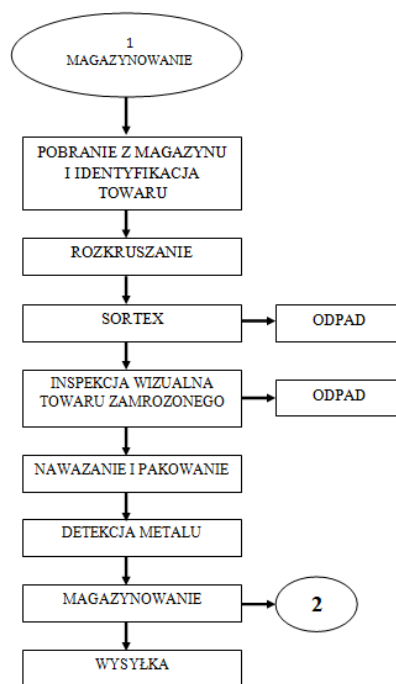 1
MAGAZYNOWANIE
POBRANIE Z MAGAZYNU
I IDENTYFIKACJA
TOWARU
ROZKRUSZANIE
SORTEX
ODPAD
INSPEKCJA WIZUALNA
TOWARU ZAMROZONEGO
ODPAD
NAWAZANIE I PAKOWANIE
DETEKCJA METALU
MAGAZYNOWANIE
2
WYSYŁKA